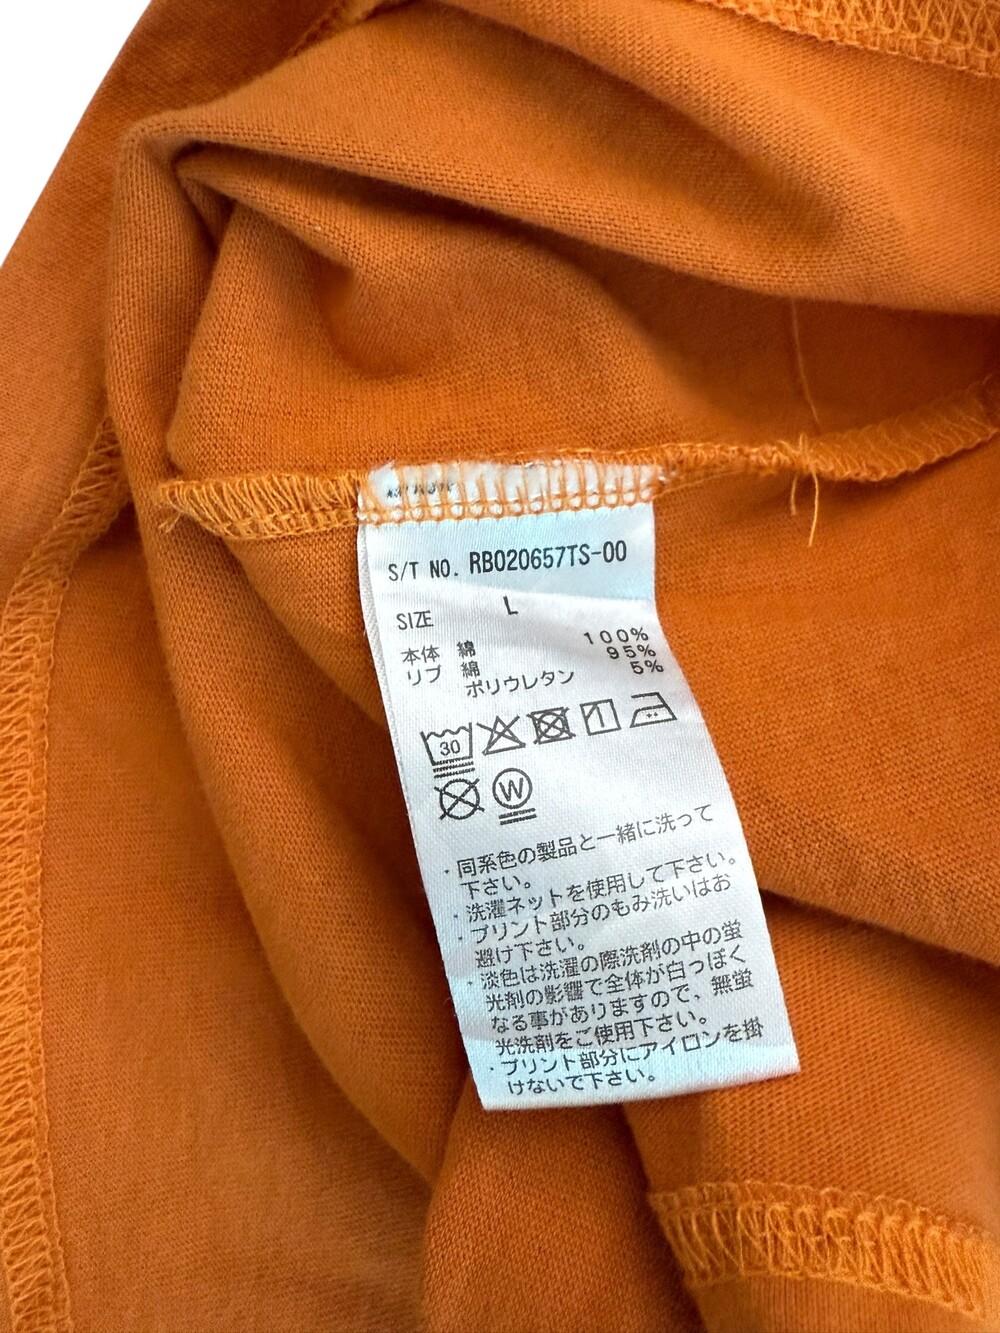 S/T NO. RB020657TS-00
SIZE L
本体 綿 100%
リブ 綿 95%
ポリウレタン 5%
30
W
・同系色の製品と一緒に洗って
下さい。
・洗濯ネットを使用して下さい。
・プリント部分のもみ洗いはお
避け下さい。
・淡色は洗濯の際洗剤の中の蛍
光剤の影響で全体が白っぽく
なる事がありますので、無蛍
光洗剤をご使用下さい。
・プリント部分にアイロンを掛
けないで下さい。